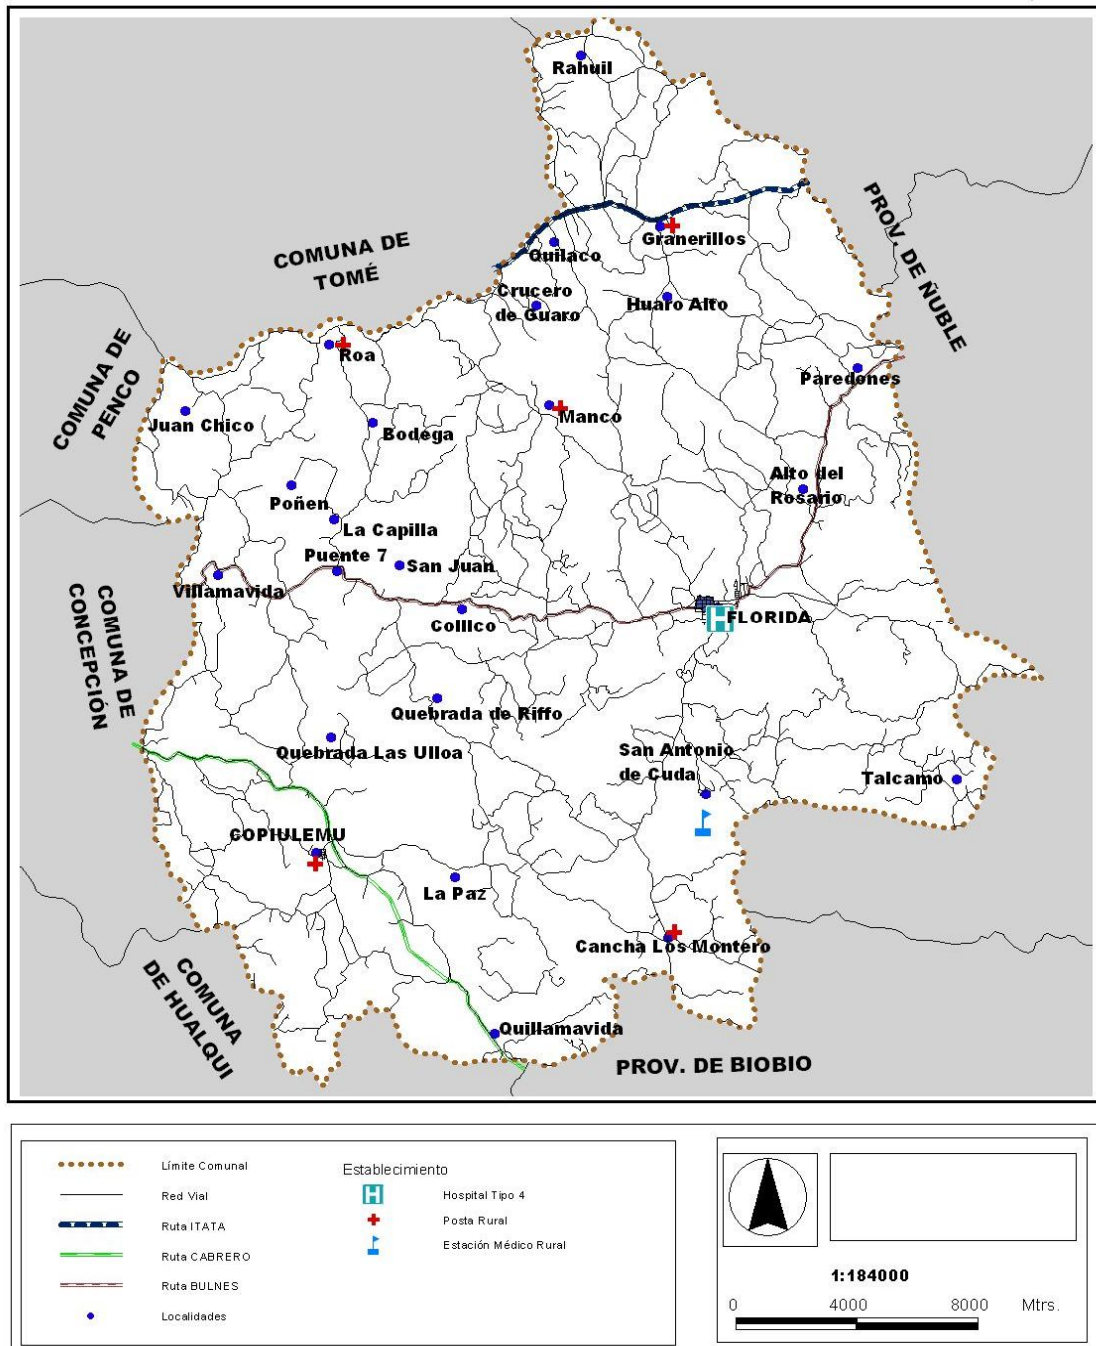 Rahuil
Granerillos
COMUNA DE
TOMÉ
Quilaco
PROV. DE ÑUBLE
Crucero
de Guaro
Huaro Alto
COMUNA DE
PENCO
Roa
Paredones
Juan Chico
Bodega
Manco
Poñen
Alto del
Rosario
La Capilla
Puente 7
San Juan
Villamavida
COMUNA DE
CONCEPCIÓN
Collico
FLORIDA
Quebrada de Riffo
Quebrada Las Ulloa
San Antonio
de Cuda
Talcamo
COPIULEMU
La Paz
Cancha Los Montero
COMUNA
DE HUALQUI
Quillamavida
PROV. DE BIOBIO
Límite Comunal
Red Vial
Ruta ITATA
Ruta CABRERO
Ruta BULNES
Localidades
Establecimiento
H Hospital Tipo 4
Posta Rural
Estación Médico Rural
1:184000
0 4000 8000 Mtrs.